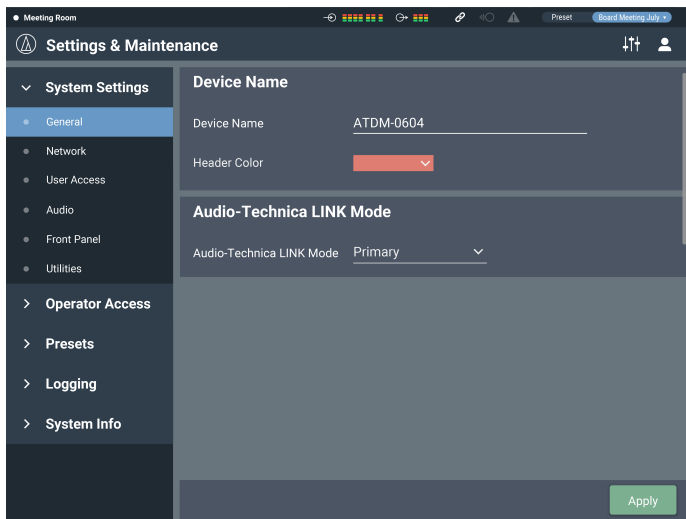 Meeting Room
Preset
Board Meeting July
Settings & Maintenance
System Settings
General
Network
User Access
Audio
Front Panel
Utilities
Operator Access
Presets
Logging
System Info
Device Name
Device Name
ATDM-0604
Header Color
Audio-Technica LINK Mode
Audio-Technica LINK Mode
Primary
Apply